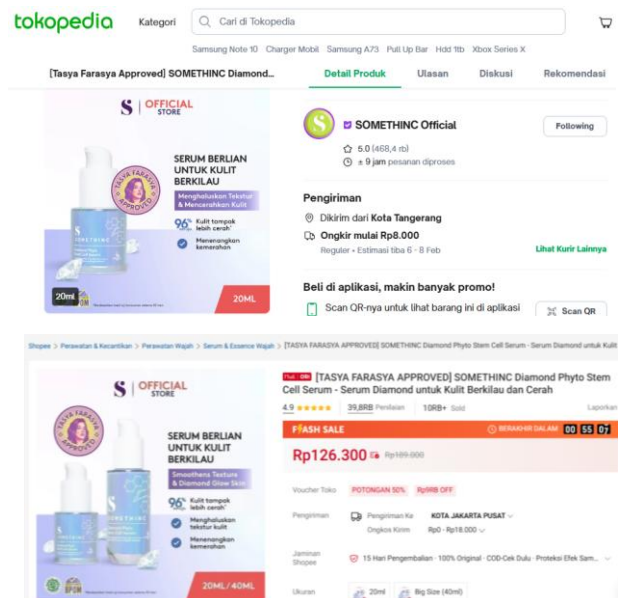 tokopedia Kategori Cari di Tokopedia
Samsung Note 10 Charger Mobil Samsung A73 Pull Up Bar Hdd 1tb Xbox Series X
[Tasya Farasya Approved] SOMETHINC Diamond... Detail Produk Ulasan Diskusi Rekomendasi
S OFFICIAL STORE
SERUM BERLIAN
UNTUK KULIT
BERKILAU
Menghaluskan Tekstur
& Mencerahkan Kulit
96% Kulit tampak
lebih cerah*
Menenangkan
kemerahan
TASYA FARASYA APPROVED
SOMETHINC
20ml
BPOM
20ML
SOMETHINC Official Following
5.0 (468,4 rb)
± 9 jam pesanan diproses
Pengiriman
Dikirim dari Kota Tangerang
Ongkir mulai Rp8.000
Reguler • Estimasi tiba 6 - 8 Feb Lihat Kurir Lainnya
Beli di aplikasi, makin banyak promo!
Scan QR-nya untuk lihat barang ini di aplikasi Scan QR
Shopee > Perawatan & Kecantikan > Perawatan Wajah > Serum & Essence Wajah > [TASYA FARASYA APPROVED] SOMETHINC Diamond Phyto Stem Cell Serum - Serum Diamond untuk Kulit
S OFFICIAL STORE
TASYA FARASYA APPROVED
SERUM BERLIAN
UNTUK KULIT
BERKILAU
Smoothens Texture
& Diamond Glow Skin
96% Kulit tampak
lebih cerah*
Menghaluskan
tekstur kulit
Menenangkan
kemerahan
BPOM
20ML/40ML
[TASYA FARASYA APPROVED] SOMETHINC Diamond Phyto Stem
Cell Serum - Serum Diamond untuk Kulit Berkilau dan Cerah
4.9 39,8RB Penilaian 10RB+ Sold Laporkan
FLASH SALE BERAKHIR DALAM 00 55 07
Rp126.300 Rp189.000
Voucher Toko POTONGAN 50% Rp98RB OFF
Pengiriman Pengiriman Ke KOTA JAKARTA PUSAT
Ongkos Kirim Rp0 - Rp18.000
Jaminan
Shopee 15 Hari Pengembalian · 100% Original · COD-Cek Dulu · Proteksi Efek Sam...
Ukuran 20ml Big Size (40ml)